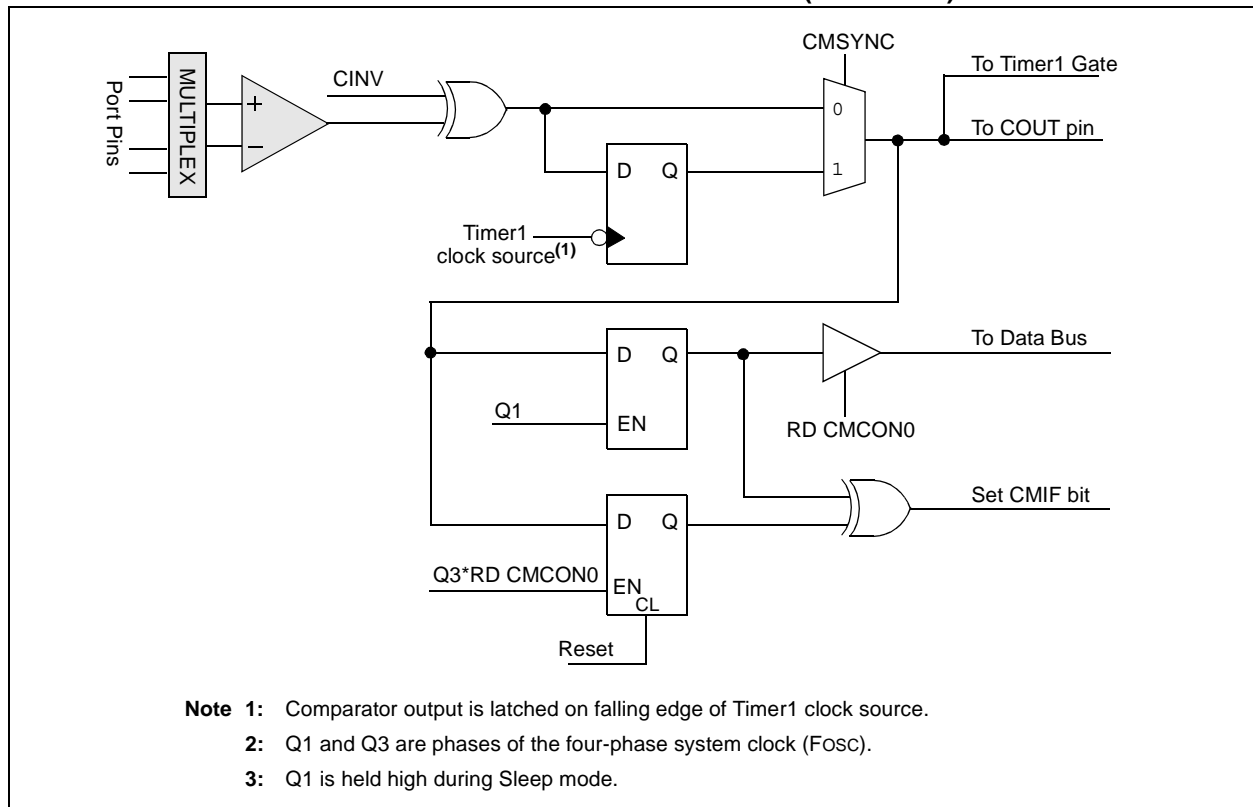 CMSYNC
To Timer1 Gate
CINV
MULTIPLEX
Port Pins
+
–
0
To COUT pin
D Q
1
Timer1
clock source(1)
D Q
To Data Bus
Q1
EN
RD CMCON0
Set CMIF bit
D Q
Q3*RD CMCON0
EN
CL
Reset
Note 1: Comparator output is latched on falling edge of Timer1 clock source.
2: Q1 and Q3 are phases of the four-phase system clock (FOSC).
3: Q1 is held high during Sleep mode.